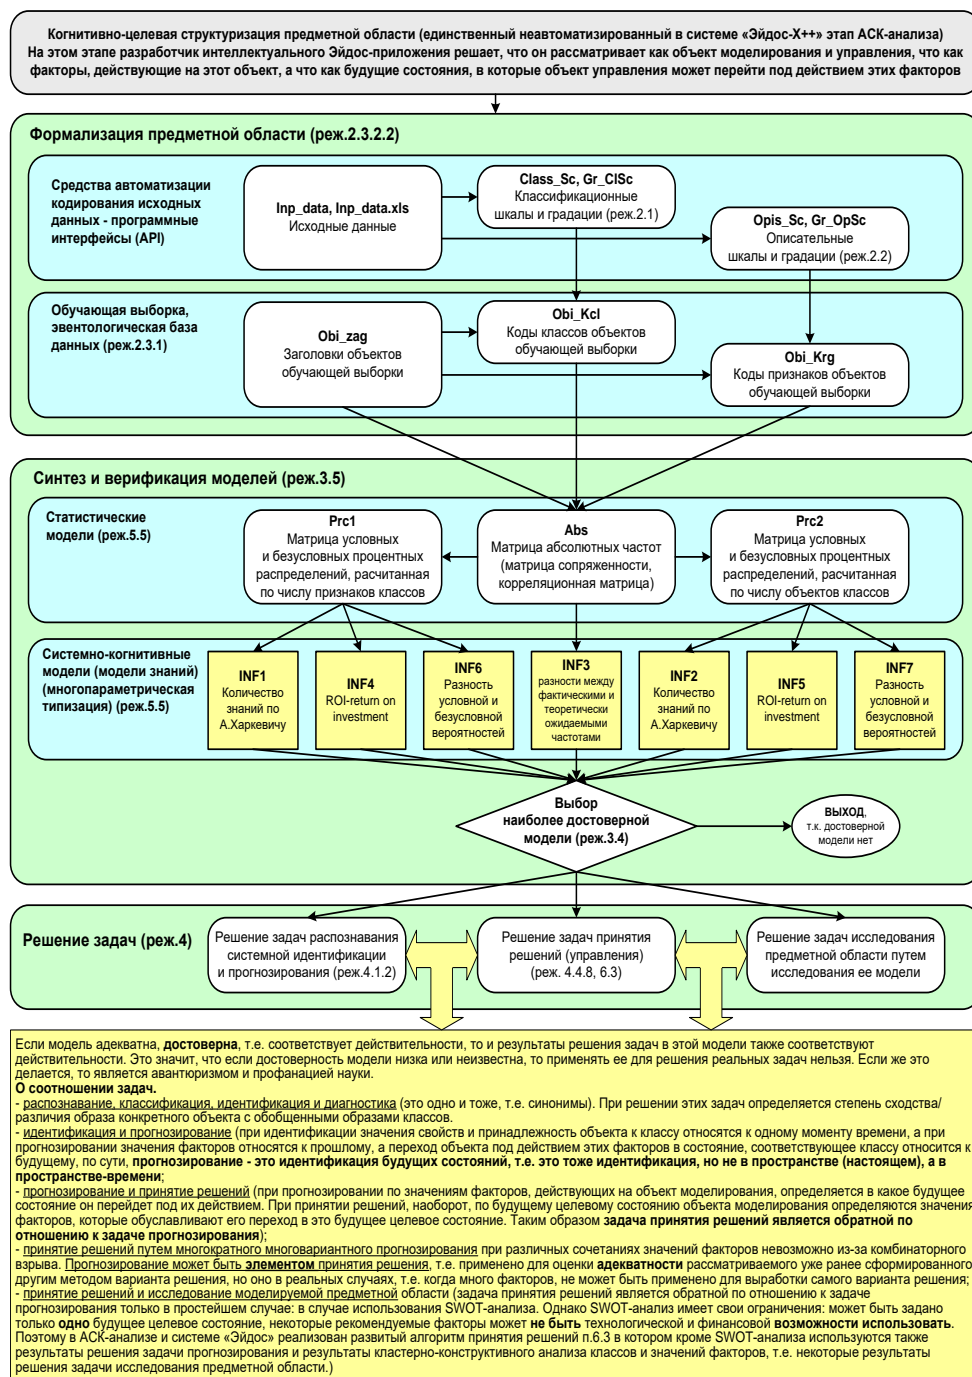 Когнитивно-целевая структуризация предметной области (единственный неавтоматизированный в системе «Эйдос-X++» этап АСК-анализа)
На этом этапе разработчик интеллектуального Эйдос-приложения решает, что он рассматривает как объект моделирования и управления, что как
факторы, действующие на этот объект, а что как будущие состояния, в которые объект управления может перейти под действием этих факторов
Формализация предметной области (реж.2.3.2.2)
Средства автоматизации
кодирования исходных
данных - программные
интерфейсы (API)
Inp_data, Inp_data.xls
Исходные данные
Class_Sc, Gr_ClSc
Классификационные
шкалы и градации (реж.2.1)
Opis_Sc, Gr_OpSc
Описательные
шкалы и градации (реж.2.2)
Обучающая выборка,
эвентологическая база
данных (реж.2.3.1)
Obi_zag
Заголовки объектов
обучающей выборки
Obi_Kcl
Коды классов объектов
обучающей выборки
Obi_Krg
Коды признаков объектов
обучающей выборки
Синтез и верификация моделей (реж.3.5)
Статистические
модели (реж.5.5)
Prc1
Матрица условных
и безусловных процентных
распределений, расчитанная
по числу признаков классов
Abs
Матрица абсолютных частот
(матрица сопряженности,
корреляционная матрица)
Prc2
Матрица условных
и безусловных процентных
распределений, расчитанная
по числу объектов классов
Системно-когнитивные
модели (модели знаний)
(многопараметрическая
типизация) (реж.5.5)
INF1
Количество
знаний по
А.Харкевичу
INF4
ROI-return on
investment
INF6
Разность
условной и
безусловной
вероятностей
INF3
разности между
фактическими и
теоретически
ожидаемыми
частотами
INF2
Количество
знаний по
А.Харкевичу
INF5
ROI-return on
investment
INF7
Разность
условной и
безусловной
вероятностей
Выбор
наиболее достоверной
модели (реж.3.4)
ВЫХОД,
т.к. достоверной
модели нет
Решение задач (реж.4)
Решение задач распознавания
системной идентификации
и прогнозирования (реж.4.1.2)
Решение задач принятия
решений (управления)
(реж. 4.4.8, 6.3)
Решение задач исследования
предметной области путем
исследования ее модели
Если модель адекватна, достоверна, т.е. соответствует действительности, то и результаты решения задач в этой модели также соответствуют
действительности. Это значит, что если достоверность модели низка или неизвестна, то применять ее для решения реальных задач нельзя. Если же это
делается, то является авантюризмом и профанацией науки.
О соотношении задач.
- распознавание, классификация, идентификация и диагностика (это одно и тоже, т.е. синонимы). При решении этих задач определяется степень сходства/
различия образа конкретного объекта с обобщенными образами классов.
- идентификация и прогнозирование (при идентификации значения свойств и принадлежность объекта к классу относятся к одному моменту времени, а при
прогнозировании значения факторов относятся к прошлому, а переход объекта под действием этих факторов в состояние, соответствующее классу относится к
будущему, по сути, прогнозирование - это идентификация будущих состояний, т.е. это тоже идентификация, но не в пространстве (настоящем), а в
пространстве-времени;
- прогнозирование и принятие решений (при прогнозировании по значениям факторов, действующих на объект моделирования, определяется в какое будущее
состояние он перейдет под их действием. При принятии решений, наоборот, по будущему целевому состоянию объекта моделирования определяются значения
факторов, которые обуславливают его переход в это будущее целевое состояние. Таким образом задача принятия решений является обратной по
отношению к задаче прогнозирования);
- принятие решений путем многократного многовариантного прогнозирования при различных сочетаниях значений факторов невозможно из-за комбинаторного
взрыва. Прогнозирование может быть элементом принятия решения, т.е. применено для оценки адекватности рассматриваемого уже ранее сформированного
другим методом варианта решения, но оно в реальных случаях, т.е. когда много факторов, не может быть применено для выработки самого варианта решения;
- принятие решений и исследование моделируемой предметной области (задача принятия решений является обратной по отношению к задаче
прогнозирования только в простейшем случае: в случае использования SWOT-анализа. Однако SWOT-анализ имеет свои ограничения: может быть задано
только одно будущее целевое состояние, некоторые рекомендуемые факторы может не быть технологической и финансовой возможности использовать.
Поэтому в АСК-анализе и системе «Эйдос» реализован развитый алгоритм принятия решений п.6.3 в котором кроме SWOT-анализа используются также
результаты решения задачи прогнозирования и результаты кластерно-конструктивного анализа классов и значений факторов, т.е. некоторые результаты
решения задачи исследования предметной области.)